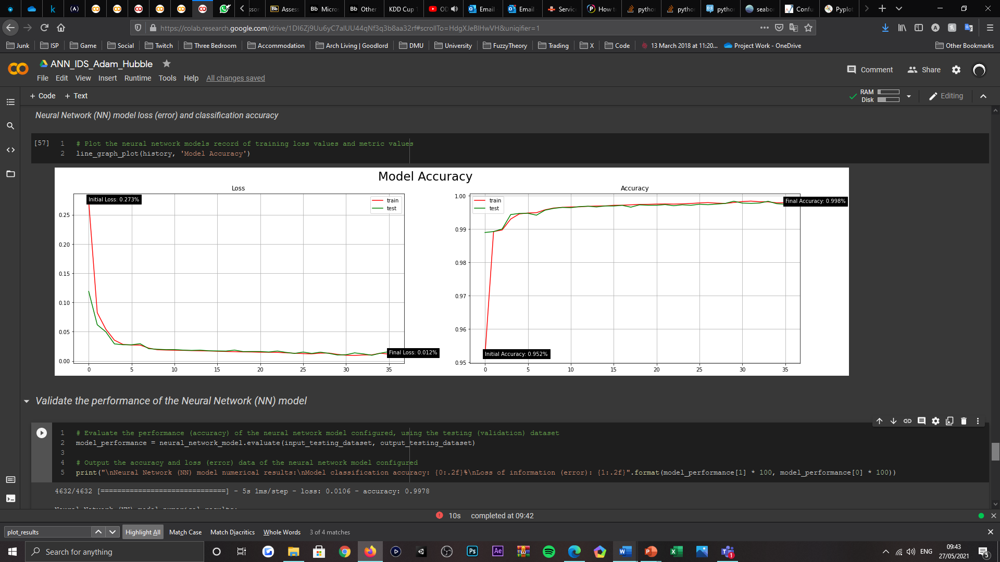 ssor
Assess
Micros
Other
KDD Cup 1
OD
Email
Email
Servic
How t
pytho
pytho
pytho
seabo
Confu
Pyplot
https://colab.research.google.com/drive/1DI6Zj9Uu6yC7alUU44qNf3q3b8aa32rf#scrollTo=HdgXJeBlHwVH&uniqifier=1
Junk ISP Game Social Twitch Three Bedroom Accommodation Arch Living | Goodlord DMU University FuzzyTheory Trading X Code 13 March 2018 at 11:20... Project Work - OneDrive Other Bookmarks
ANN_IDS_Adam_Hubble
File Edit View Insert Runtime Tools Help All changes saved
Comment Share
+ Code + Text
RAM
Disk
Editing
Neural Network (NN) model loss (error) and classification accuracy
[57]
1 # Plot the neural network models record of training loss values and metric values
2 line_graph_plot(history, 'Model Accuracy')
Model Accuracy
Loss
Initial Loss: 0.273%
train
test
0.25
0.20
0.15
0.10
0.05
0.00
Final Loss: 0.012%
0 5 10 15 20 25 30 35
Accuracy
train
test
Final Accuracy: 0.998%
1.00
0.99
0.98
0.97
0.96
0.95
Initial Accuracy: 0.952%
0 5 10 15 20 25 30 35
Validate the performance of the Neural Network (NN) model
1 # Evaluate the performance (accuracy) of the neural network model configured, using the testing (validation) dataset
2 model_performance = neural_network_model.evaluate(input_testing_dataset, output_testing_dataset)
3
4 # Output the accuracy and loss (error) data of the neural network model configured
5 print("\nNeural Network (NN) model numerical results:\nModel classification accuracy: {0:.2f}%\nLoss of information (error): {1:.2f}".format(model_performance[1] * 100, model_performance[0] * 100))
4632/4632 [==============================] - 5s 1ms/step - loss: 0.0106 - accuracy: 0.9978
Neural Network (NN) model numerical results:
10s completed at 09:42
plot_results
Highlight All Match Case Match Diacritics Whole Words 3 of 4 matches
Search for anything
ENG
09:43
27/05/2021